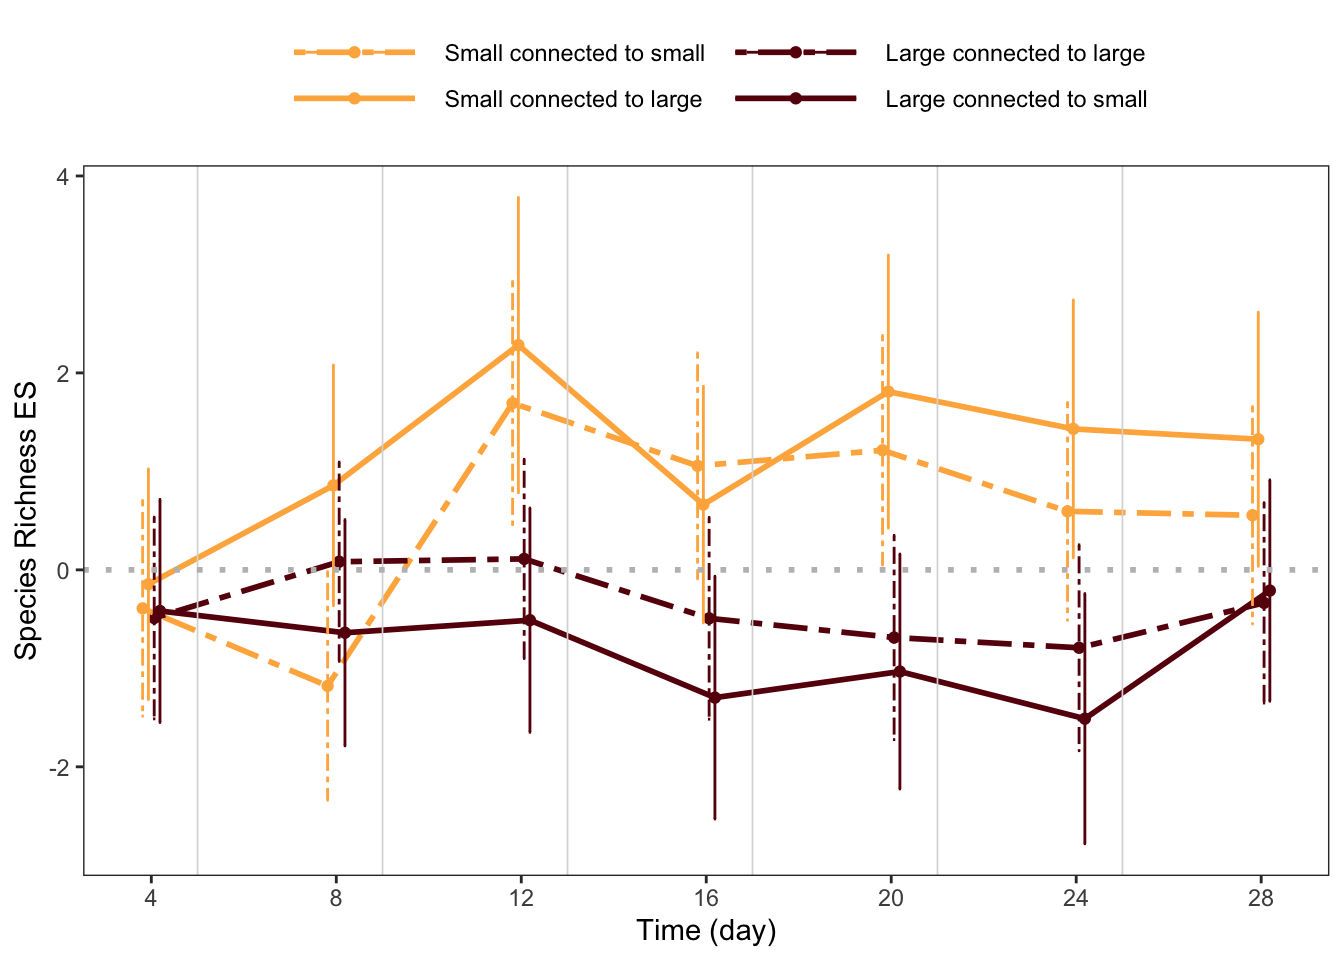 Small connected to small Large connected to large
Small connected to large Large connected to small
4
2
0
-2
Species Richness ES
4 8 12 16 20 24 28
Time (day)